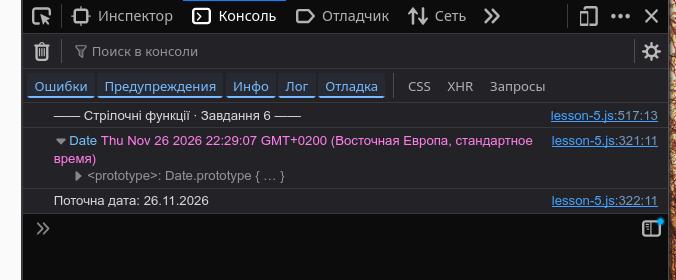 Инспектор Консоль Отладчик Сеть
Поиск в консоли
Ошибки Предупреждения Инфо Лог Отладка CSS XHR Запросы
—— Стрілочні функції · Завдання 6 —— lesson-5.js:517:13
Date Thu Nov 26 2026 22:29:07 GMT+0200 (Восточная Европа, стандартное lesson-5.js:321:11
время)
<prototype>: Date.prototype { … }
Поточна дата: 26.11.2026 lesson-5.js:322:11